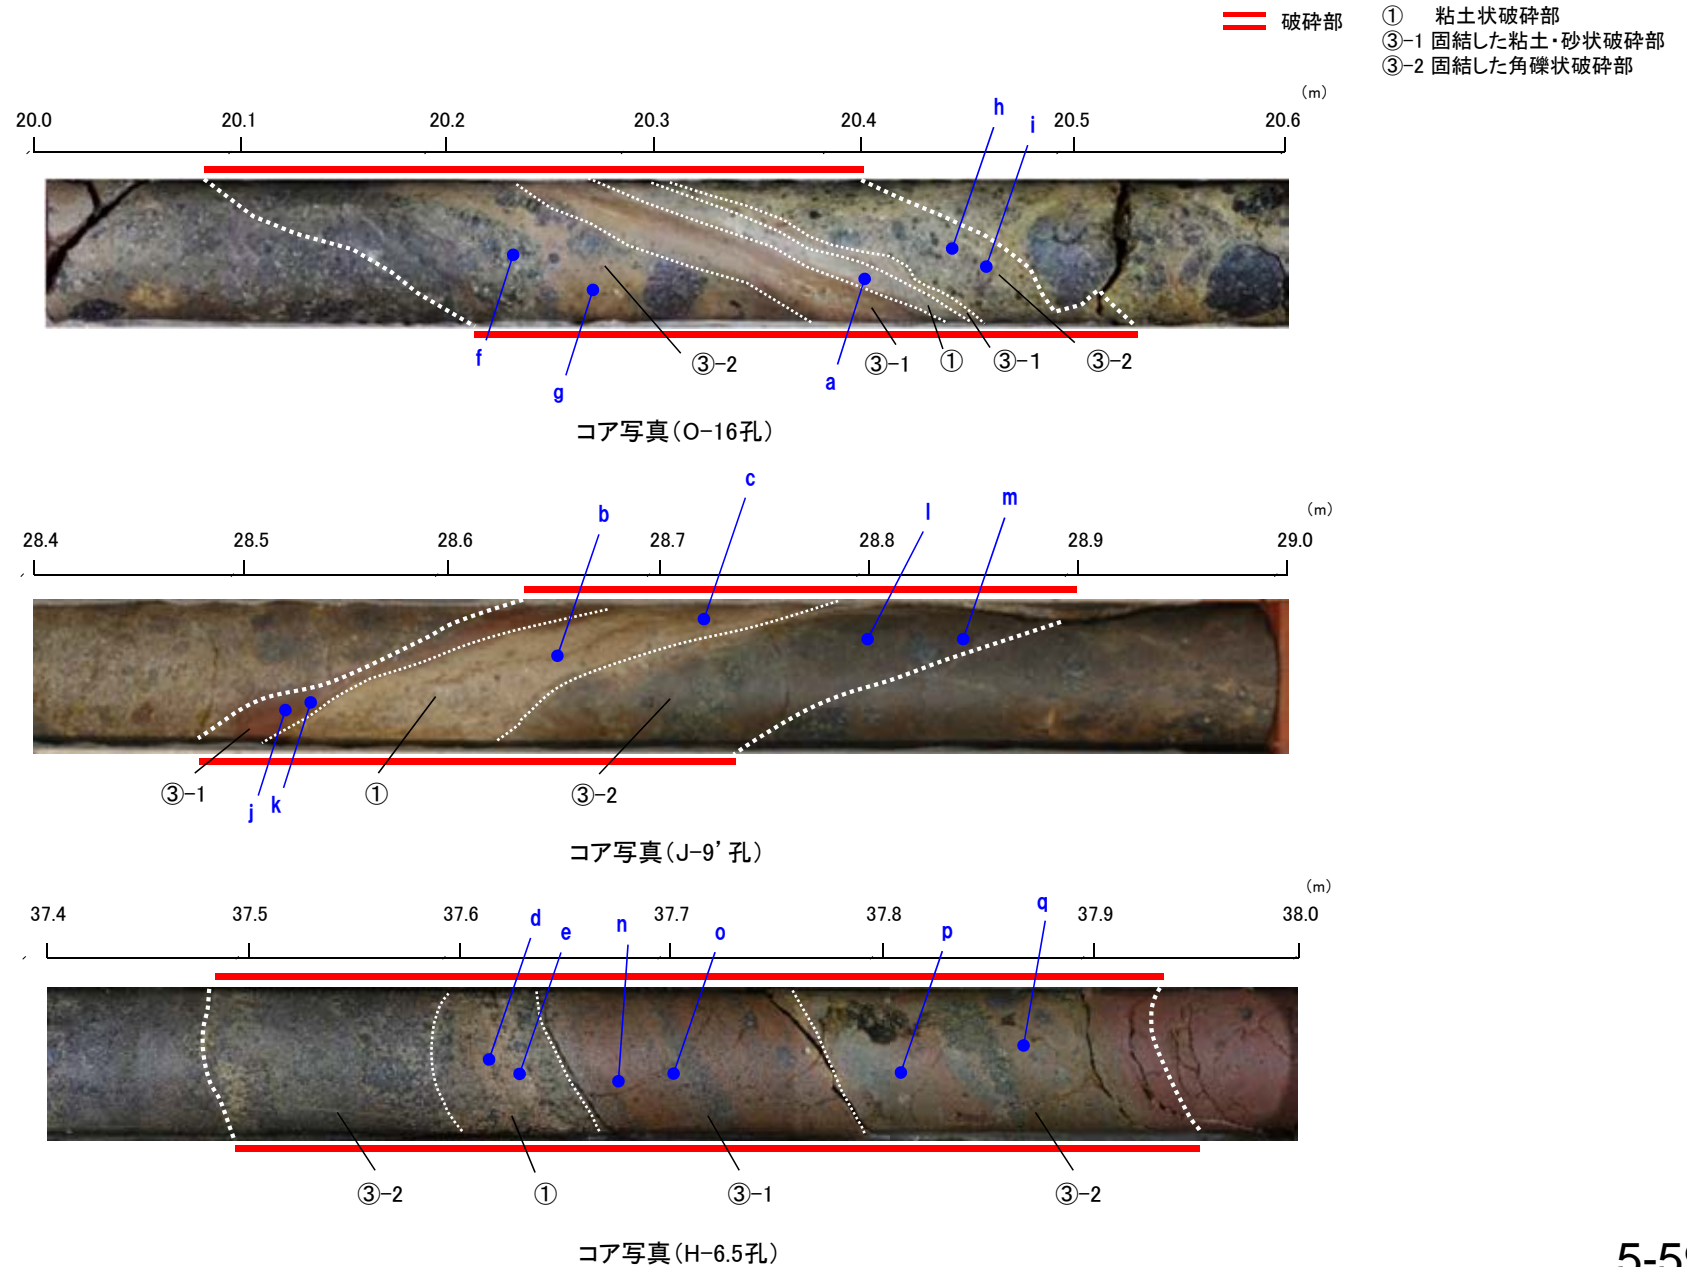 破砕部
① 粘土状破砕部
③-1 固結した粘土・砂状破砕部
③-2 固結した角礫状破砕部
(m)
20.0 20.1 20.2 20.3 20.4 20.5 20.6
h
i
f
g
a
③-2
③-1
①
③-1
③-2
コア写真(O-16孔)
(m)
28.4 28.5 28.6 28.7 28.8 28.9 29.0
b
c
l
m
③-1
j
k
①
③-2
コア写真(J-9’孔)
(m)
37.4 37.5 37.6 37.7 37.8 37.9 38.0
d
e
n
o
p
q
③-2
①
③-1
③-2
コア写真(H-6.5孔)